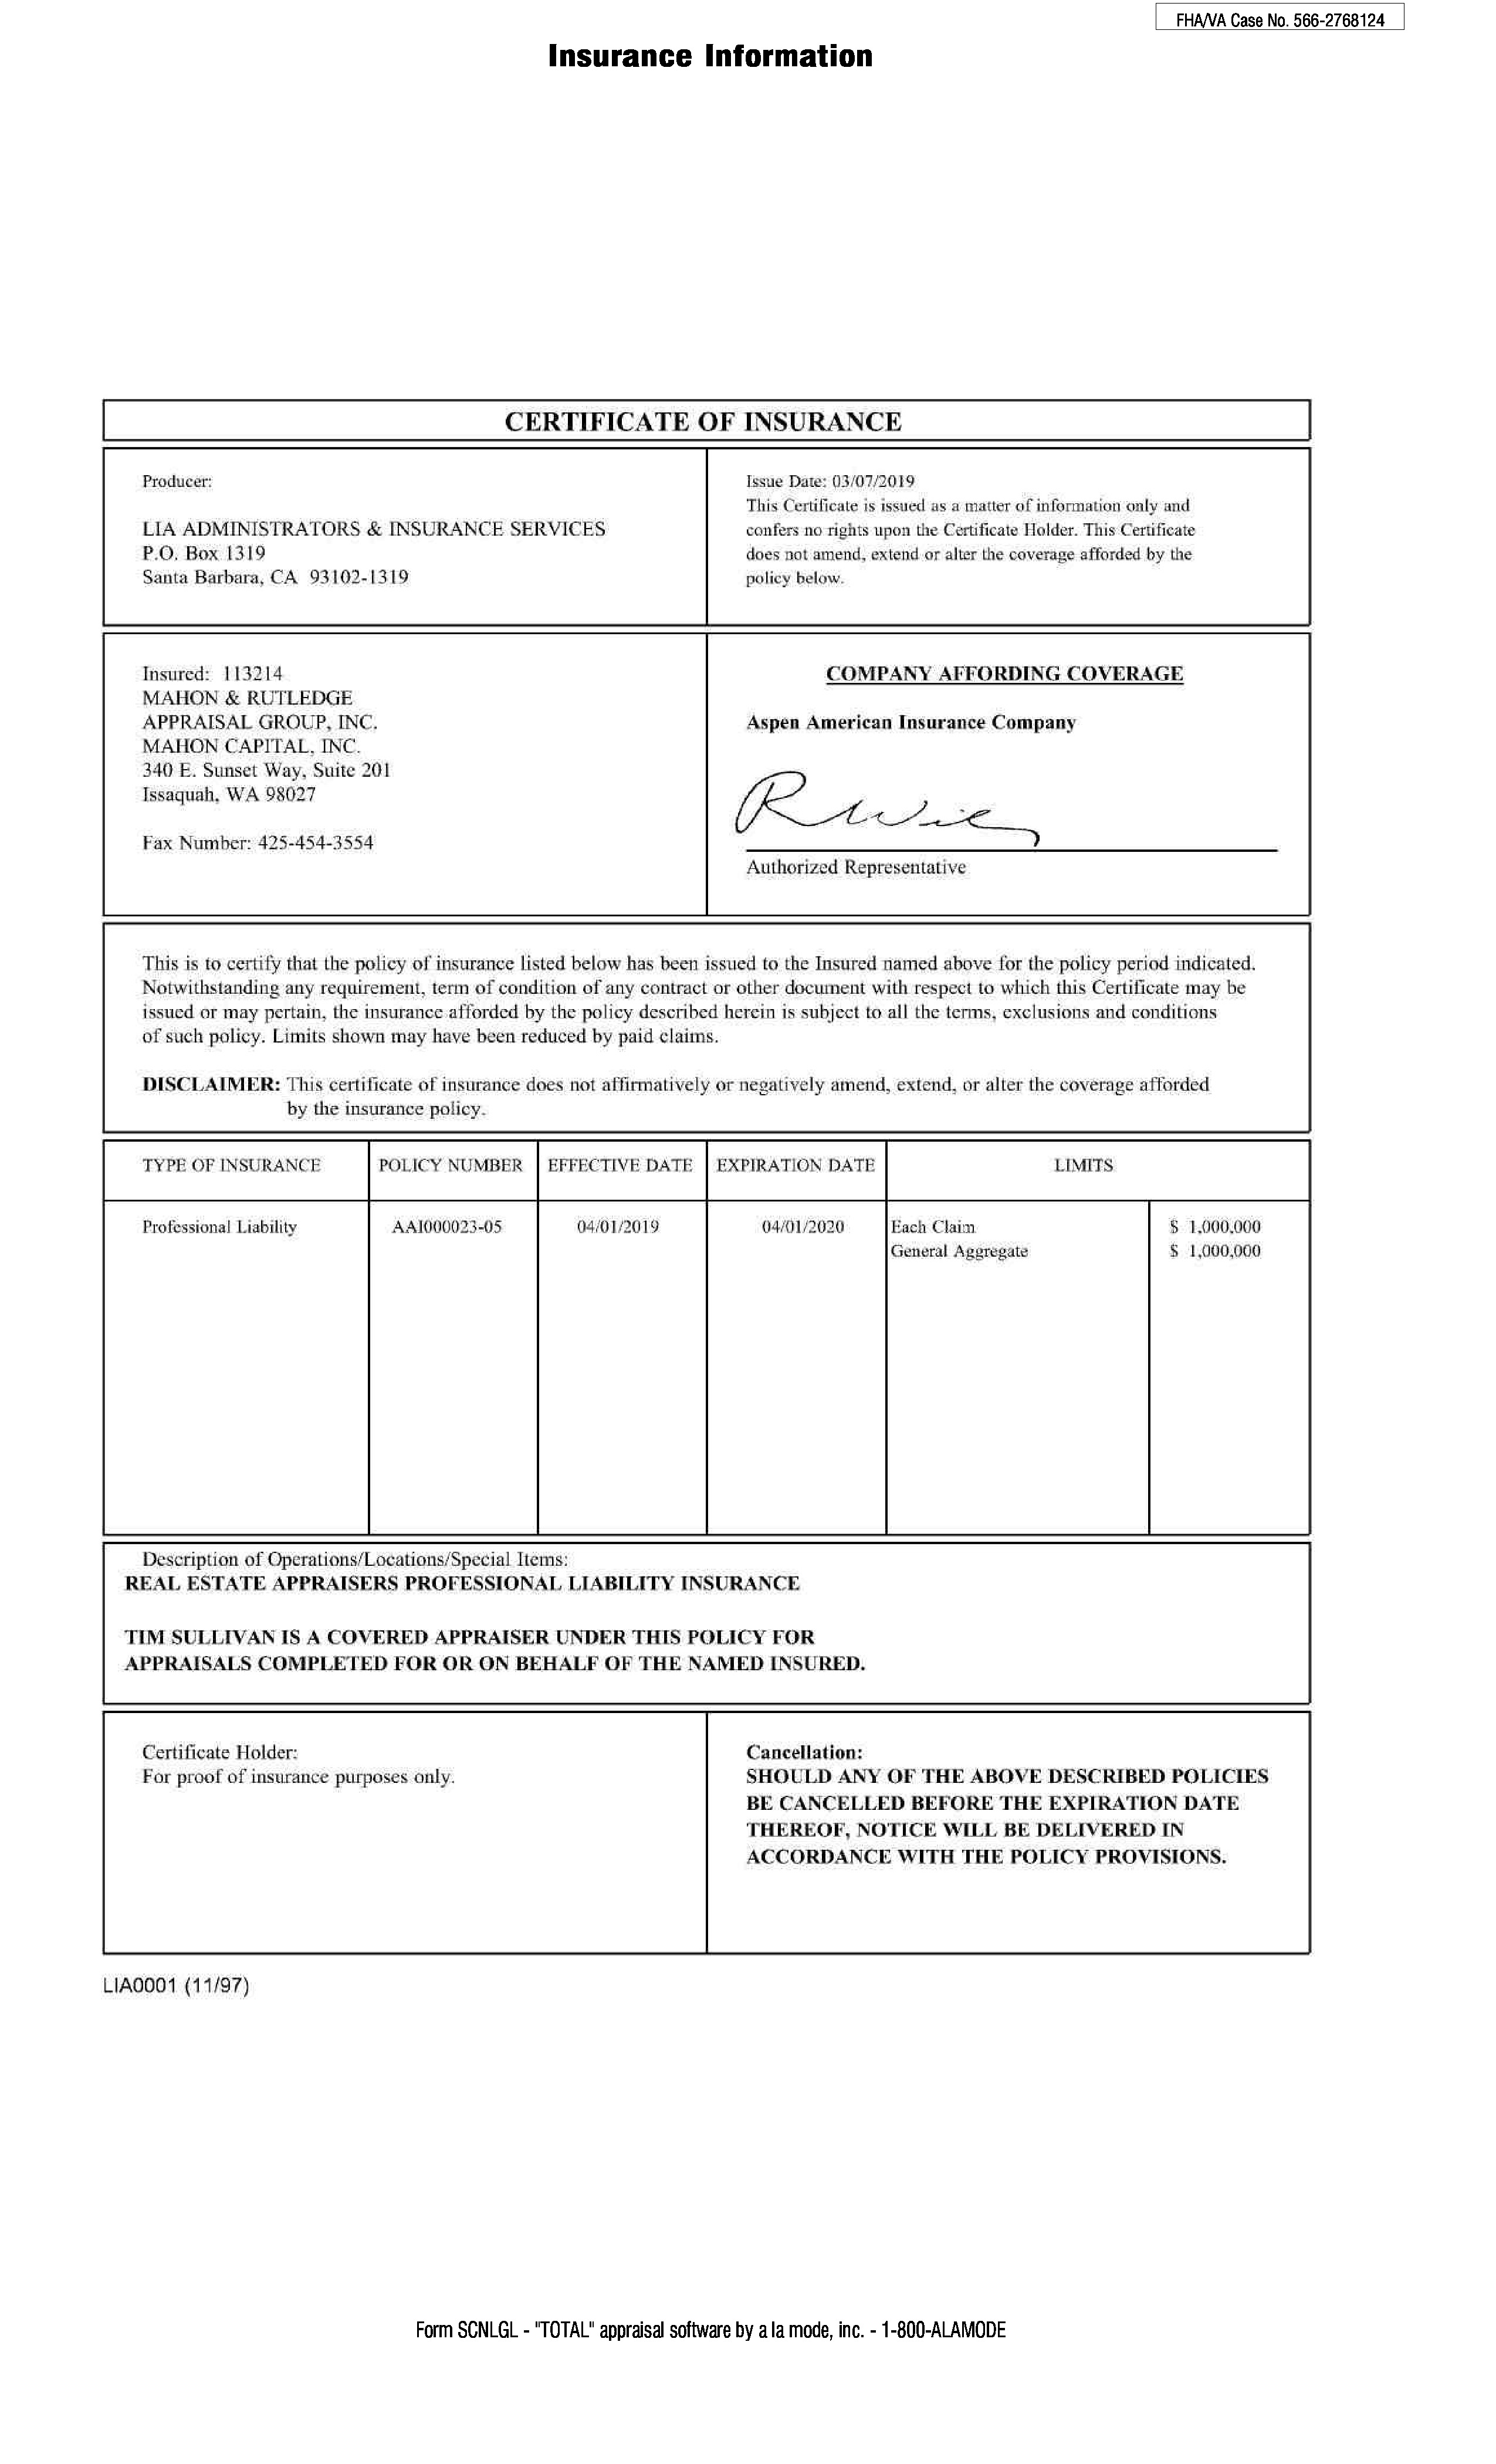 FHA/VA Case No. 566-2768124
Insurance Information
CERTIFICATE OF INSURANCE
Producer:
LIA ADMINISTRATORS & INSURANCE SERVICES
P.O. Box 1319
Santa Barbara, CA 93102-1319
Issue Date: 03/07/2019
This Certificate is issued as a matter of information only and
confers no rights upon the Certificate Holder. This Certificate
does not amend, extend or alter the coverage afforded by the
policy below.
Insured: 113214
MAHON & RUTLEDGE
APPRAISAL GROUP, INC.
MAHON CAPITAL, INC.
340 E. Sunset Way, Suite 201
Issaquah, WA 98027
Fax Number: 425-454-3554
COMPANY AFFORDING COVERAGE
Aspen American Insurance Company
Authorized Representative
This is to certify that the policy of insurance listed below has been issued to the Insured named above for the policy period indicated.
Notwithstanding any requirement, term of condition of any contract or other document with respect to which this Certificate may be
issued or may pertain, the insurance afforded by the policy described herein is subject to all the terms, exclusions and conditions
of such policy. Limits shown may have been reduced by paid claims.
DISCLAIMER: This certificate of insurance does not affirmatively or negatively amend, extend, or alter the coverage afforded
by the insurance policy.
TYPE OF INSURANCE POLICY NUMBER EFFECTIVE DATE EXPIRATION DATE LIMITS
Professional Liability AAI000023-05 04/01/2019 04/01/2020 Each Claim $ 1,000,000
General Aggregate $ 1,000,000
Description of Operations/Locations/Special Items:
REAL ESTATE APPRAISERS PROFESSIONAL LIABILITY INSURANCE
TIM SULLIVAN IS A COVERED APPRAISER UNDER THIS POLICY FOR
APPRAISALS COMPLETED FOR OR ON BEHALF OF THE NAMED INSURED.
Certificate Holder:
For proof of insurance purposes only.
Cancellation:
SHOULD ANY OF THE ABOVE DESCRIBED POLICIES
BE CANCELLED BEFORE THE EXPIRATION DATE
THEREOF, NOTICE WILL BE DELIVERED IN
ACCORDANCE WITH THE POLICY PROVISIONS.
LIA0001 (11/97)
Form SCNLGL - "TOTAL" appraisal software by a la mode, inc. - 1-800-ALAMODE